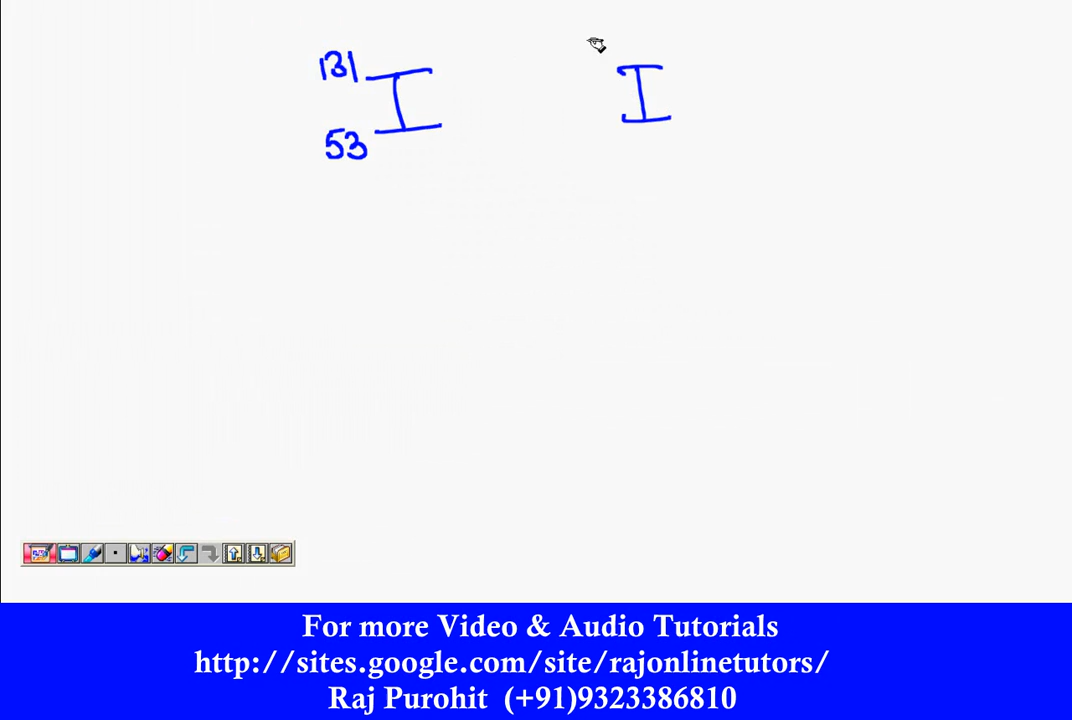 131 I I
53
For more Video & Audio Tutorials
http://sites.google.com/site/rajonlinetutors/
Raj Purohit (+91)9323386810